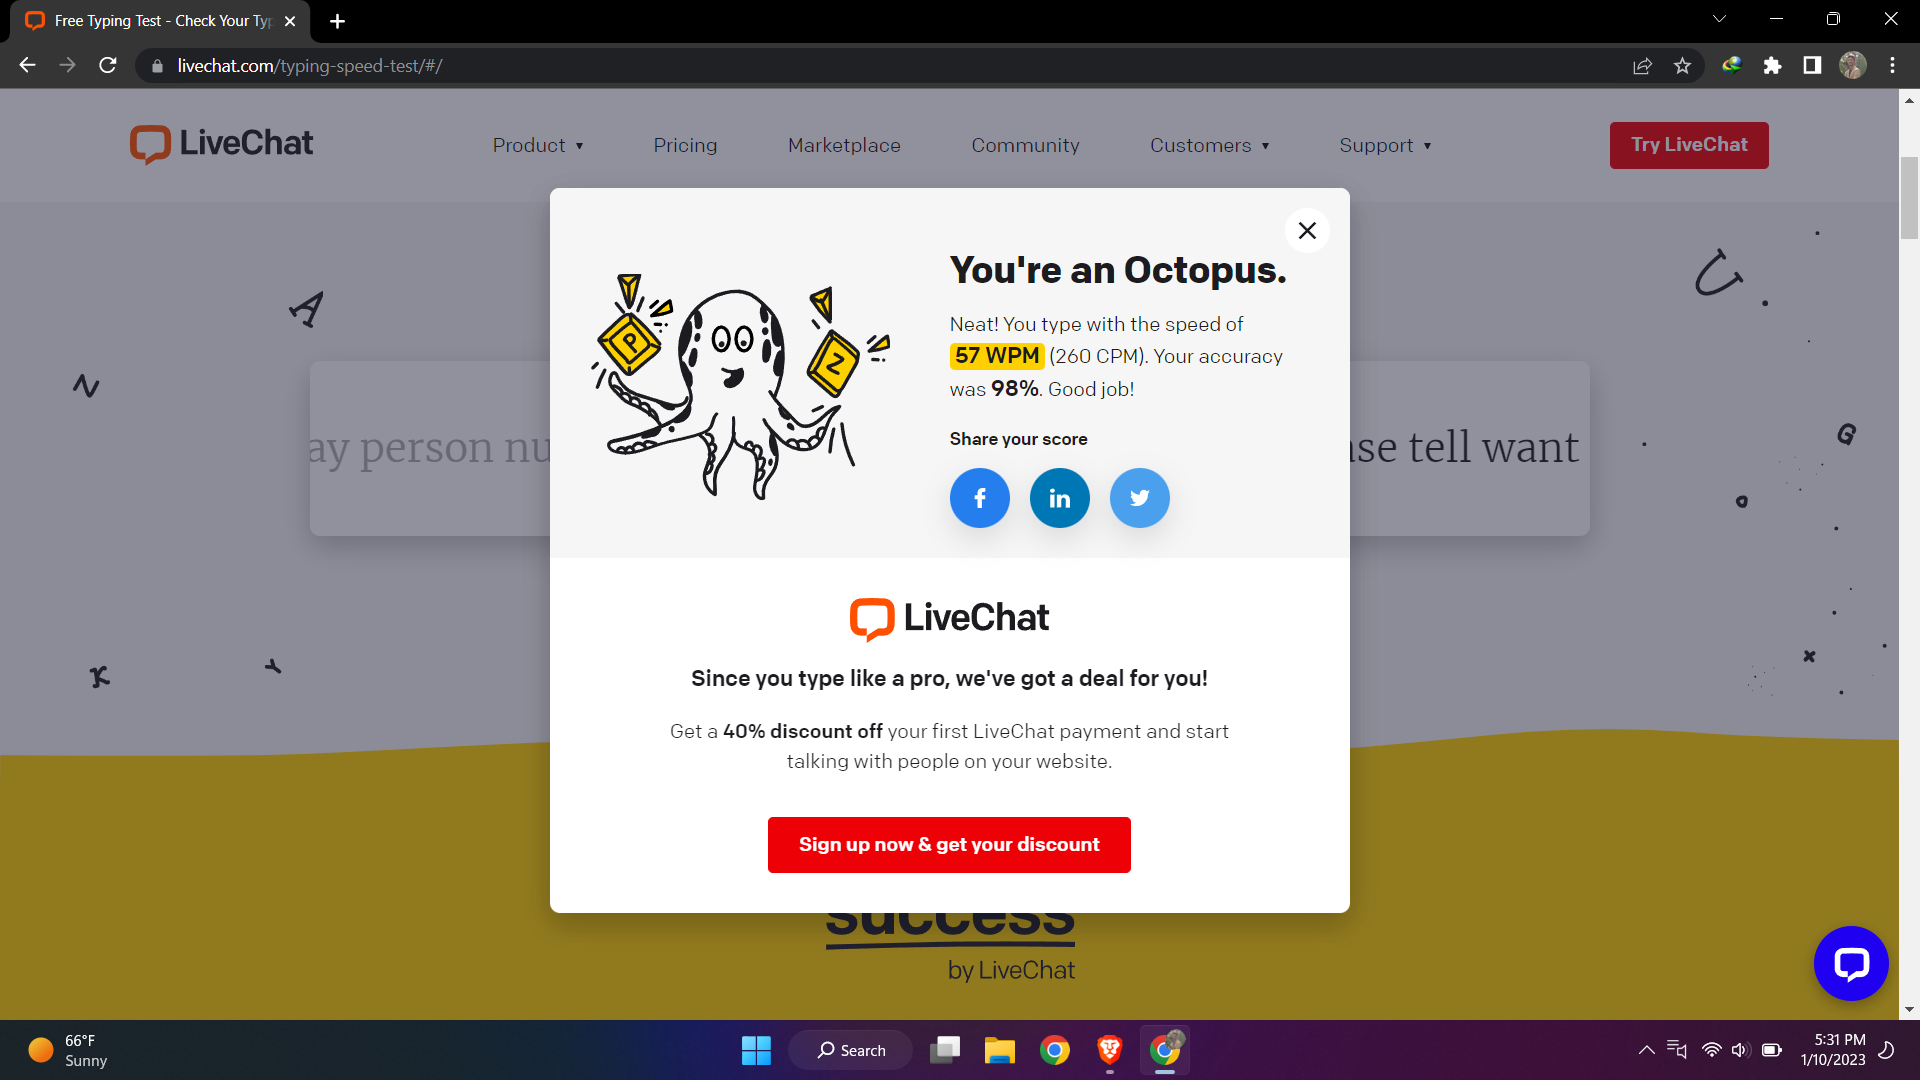 Free Typing Test - Check Your Typ
livechat.com/typing-speed-test/#/
LiveChat
Product ▾
Pricing
Marketplace
Community
Customers ▾
Support ▾
Try LiveChat
A
U
N
G
o
K
Y
x
ay person nu
se tell want
P
Z
You're an Octopus.
Neat! You type with the speed of
57 WPM (260 CPM). Your accuracy
was 98%. Good job!
Share your score
f
in
LiveChat
Since you type like a pro, we've got a deal for you!
Get a 40% discount off your first LiveChat payment and start
talking with people on your website.
Sign up now & get your discount
success
by LiveChat
66°F
Sunny
Search
5:31 PM
1/10/2023